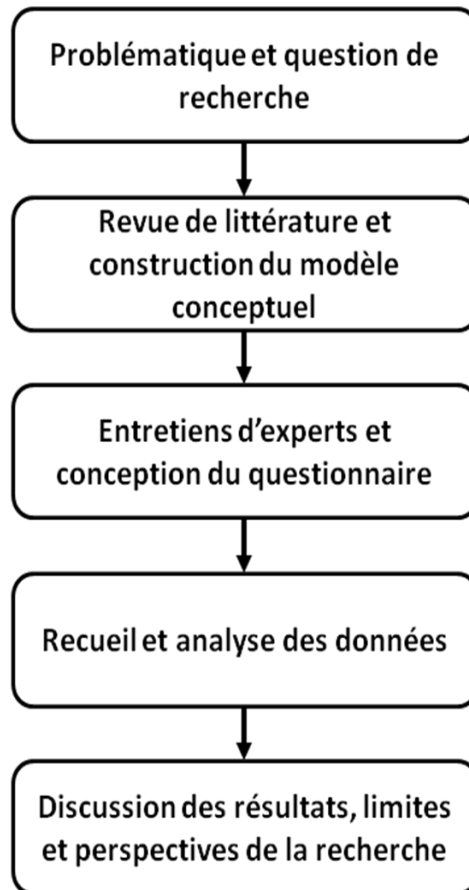 Problématique et question de
recherche
Revue de littérature et
construction du modèle
conceptuel
Entretiens d’experts et
conception du questionnaire
Recueil et analyse des données
Discussion des résultats, limites
et perspectives de la recherche